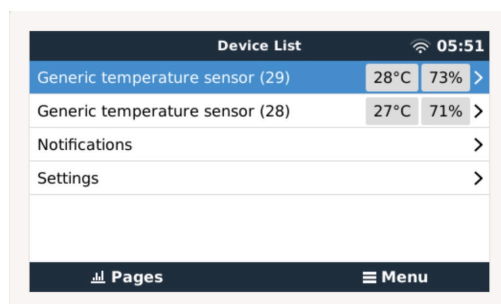 Device List 05:51
Generic temperature sensor (29) 28°C 73%
Generic temperature sensor (28) 27°C 71%
Notifications
Settings
Pages Menu